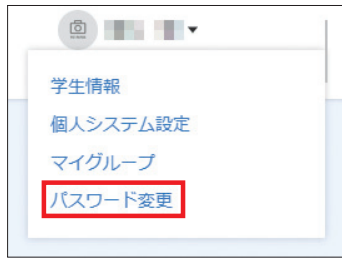 学生情報
個人システム設定
マイグループ
パスワード変更